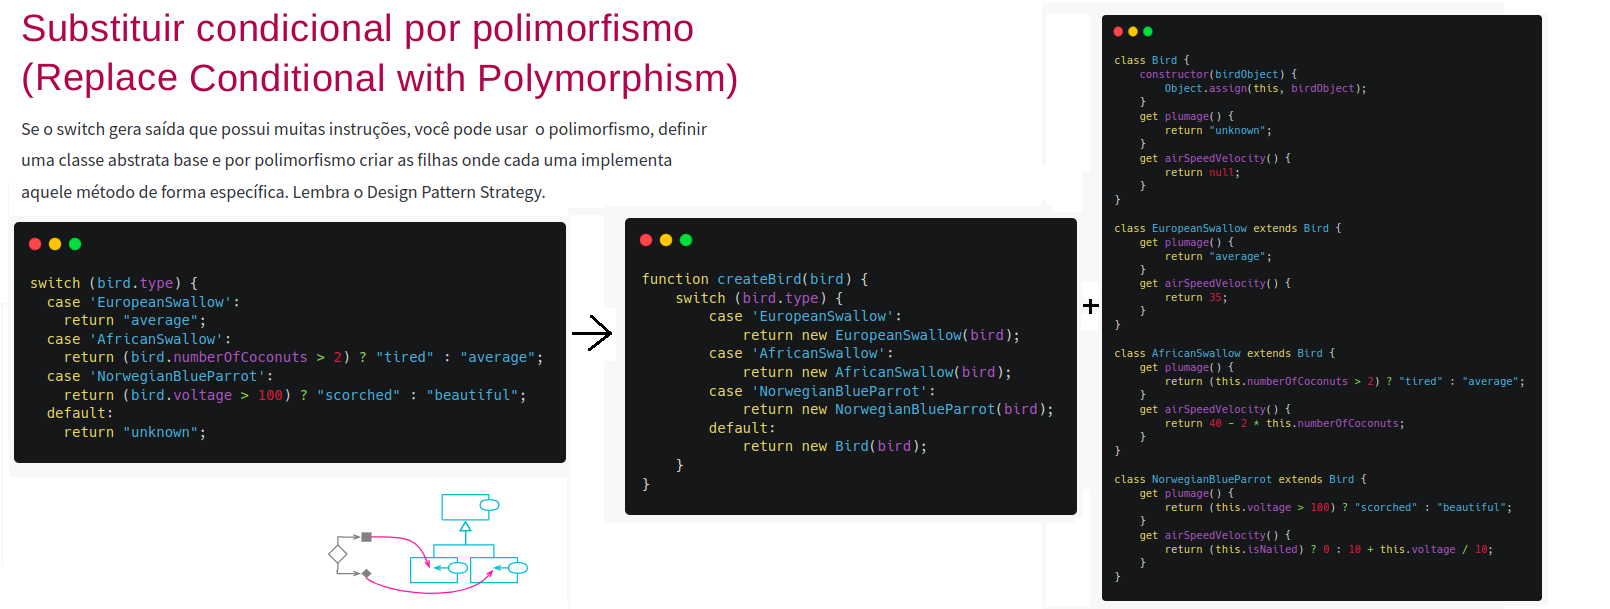 Substituir condicional por polimorfismo
(Replace Conditional with Polymorphism)
Se o switch gera saída que possui muitas instruções, você pode usar  o polimorfismo, definir
uma classe abstrata base e por polimorfismo criar as filhas onde cada uma implementa
aquele método de forma específica. Lembra o Design Pattern Strategy.
switch (bird.type) {
  case 'EuropeanSwallow':
    return "average";
  case 'AfricanSwallow':
    return (bird.numberOfCoconuts > 2) ? "tired" : "average";
  case 'NorwegianBlueParrot':
    return (bird.voltage > 100) ? "scorched" : "beautiful";
  default:
    return "unknown";
function createBird(bird) {
    switch (bird.type) {
        case 'EuropeanSwallow':
            return new EuropeanSwallow(bird);
        case 'AfricanSwallow':
            return new AfricanSwallow(bird);
        case 'NorwegianBlueParrot':
            return new NorwegianBlueParrot(bird);
        default:
            return new Bird(bird);
    }
}
+
class Bird {
    constructor(birdObject) {
        Object.assign(this, birdObject);
    }
    get plumage() {
        return "unknown";
    }
    get airSpeedVelocity() {
        return null;
    }
}
class EuropeanSwallow extends Bird {
    get plumage() {
        return "average";
    }
    get airSpeedVelocity() {
        return 35;
    }
}
class AfricanSwallow extends Bird {
    get plumage() {
        return (this.numberOfCoconuts > 2) ? "tired" : "average";
    }
    get airSpeedVelocity() {
        return 40 - 2 * this.numberOfCoconuts;
    }
}
class NorwegianBlueParrot extends Bird {
    get plumage() {
        return (this.voltage > 100) ? "scorched" : "beautiful";
    }
    get airSpeedVelocity() {
        return (this.isNailed) ? 0 : 10 + this.voltage / 10;
    }
}